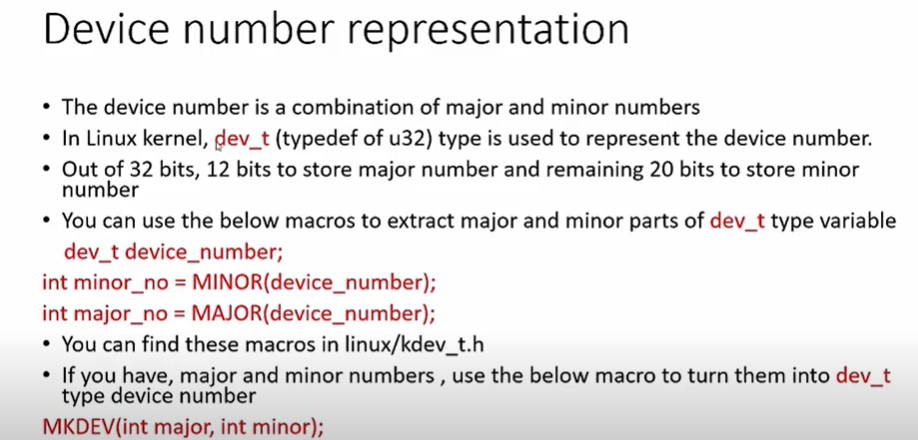 Device number representation
• The device number is a combination of major and minor numbers
• In Linux kernel, dev_t (typedef of u32) type is used to represent the device number.
• Out of 32 bits, 12 bits to store major number and remaining 20 bits to store minor
number
• You can use the below macros to extract major and minor parts of dev_t type variable
dev_t device_number;
int minor_no = MINOR(device_number);
int major_no = MAJOR(device_number);
• You can find these macros in linux/kdev_t.h
• If you have, major and minor numbers , use the below macro to turn them into dev_t
type device number
MKDEV(int major, int minor);